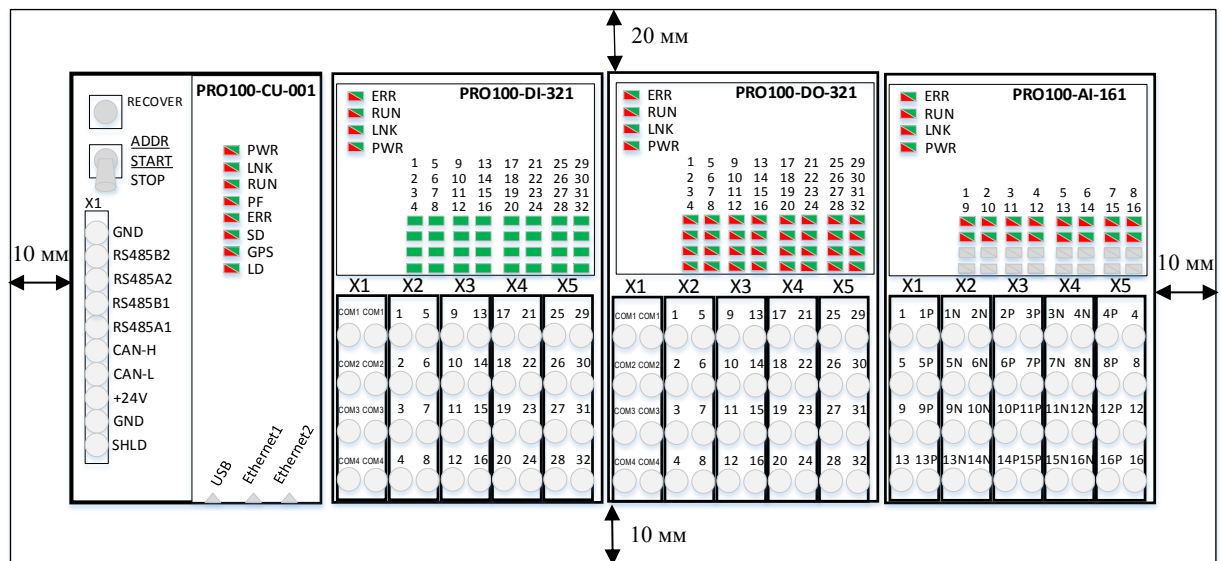 20 мм
PRO100-CU-001
RECOVER
ADDR
START
STOP
PWR
LNK
RUN
PF
ERR
SD
GPS
LD
X1
GND
RS485B2
RS485A2
RS485B1
RS485A1
CAN-H
CAN-L
+24V
GND
SHLD
USB
Ethernet1
Ethernet2
10 мм
PRO100-DI-321
ERR
RUN
LNK
PWR
1 5 9 13 17 21 25 29
2 6 10 14 18 22 26 30
3 7 11 15 19 23 27 31
4 8 12 16 20 24 28 32
X1 X2 X3 X4 X5
COM1 COM1 1 5 9 13 17 21 25 29
COM2 COM2 2 6 10 14 18 22 26 30
COM3 COM3 3 7 11 15 19 23 27 31
COM4 COM4 4 8 12 16 20 24 28 32
PRO100-DO-321
ERR
RUN
LNK
PWR
1 5 9 13 17 21 25 29
2 6 10 14 18 22 26 30
3 7 11 15 19 23 27 31
4 8 12 16 20 24 28 32
X1 X2 X3 X4 X5
COM1 COM1 1 5 9 13 17 21 25 29
COM2 COM2 2 6 10 14 18 22 26 30
COM3 COM3 3 7 11 15 19 23 27 31
COM4 COM4 4 8 12 16 20 24 28 32
PRO100-AI-161
ERR
RUN
LNK
PWR
1 2 3 4 5 6 7 8
9 10 11 12 13 14 15 16
X1 X2 X3 X4 X5
1 1P 1N 2N 2P 3P 3N 4N 4P 4
5 5P 5N 6N 6P 7P 7N 8N 8P 8
9 9P 9N 10N 10P 11P 11N 12N 12P 12
13 13P 13N 14N 14P 15P 15N 16N 16P 16
10 мм
10 мм